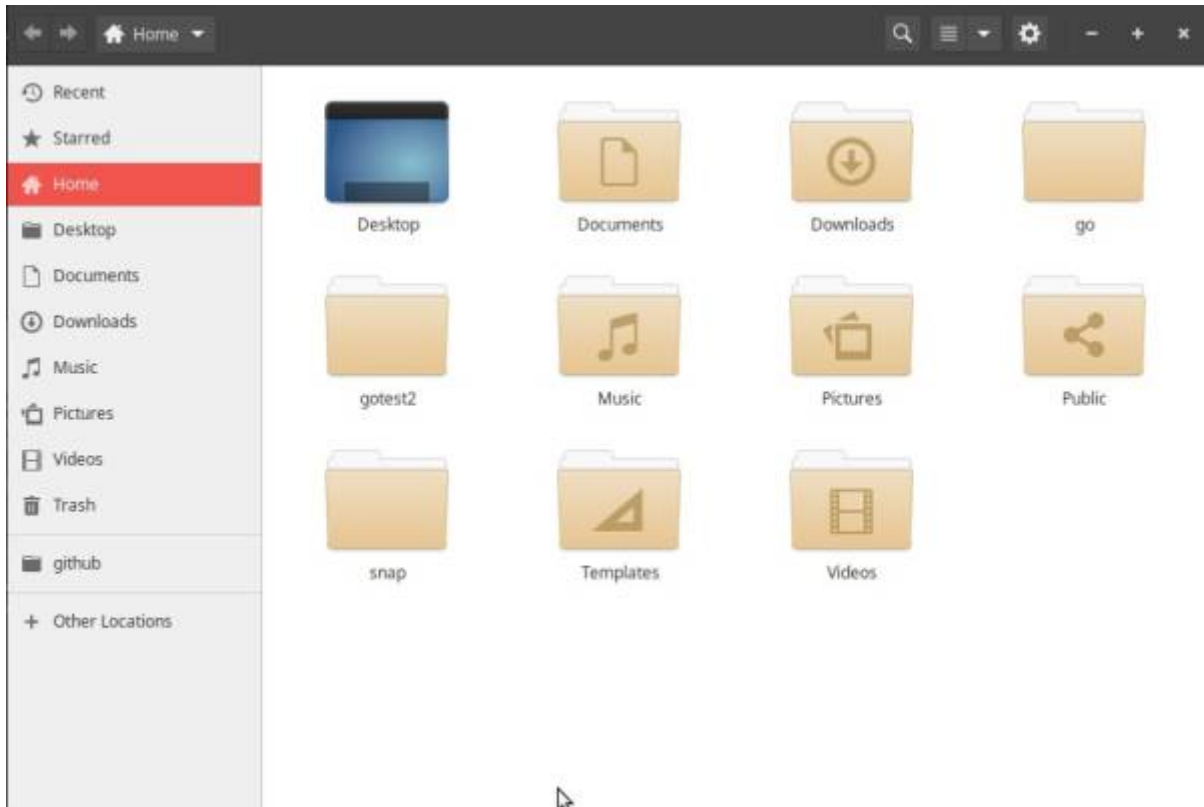 Home
Recent
Starred
Home
Desktop
Documents
Downloads
Music
Pictures
Videos
Trash
github
Other Locations
Desktop Documents Downloads go
gotest2 Music Pictures Public
snap Templates Videos